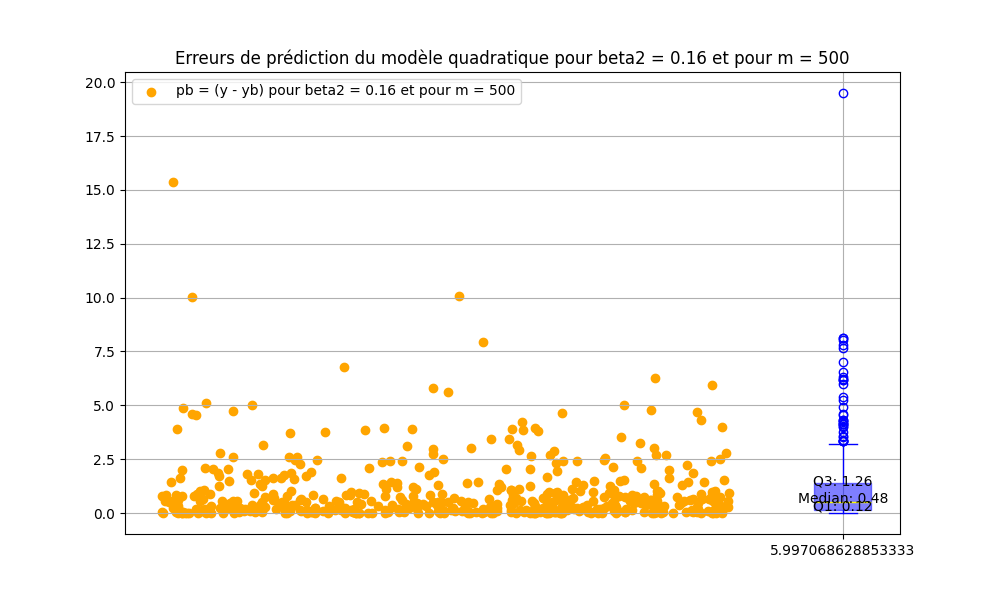 Erreurs de prédiction du modèle quadratique pour beta2 = 0.16 et pour m = 500
pb = (y - yb) pour beta2 = 0.16 et pour m = 500
20.0
17.5
15.0
12.5
10.0
7.5
5.0
2.5
0.0
Q3: 1.26
Median: 0.48
Q1: 0.12
5.997068628853333